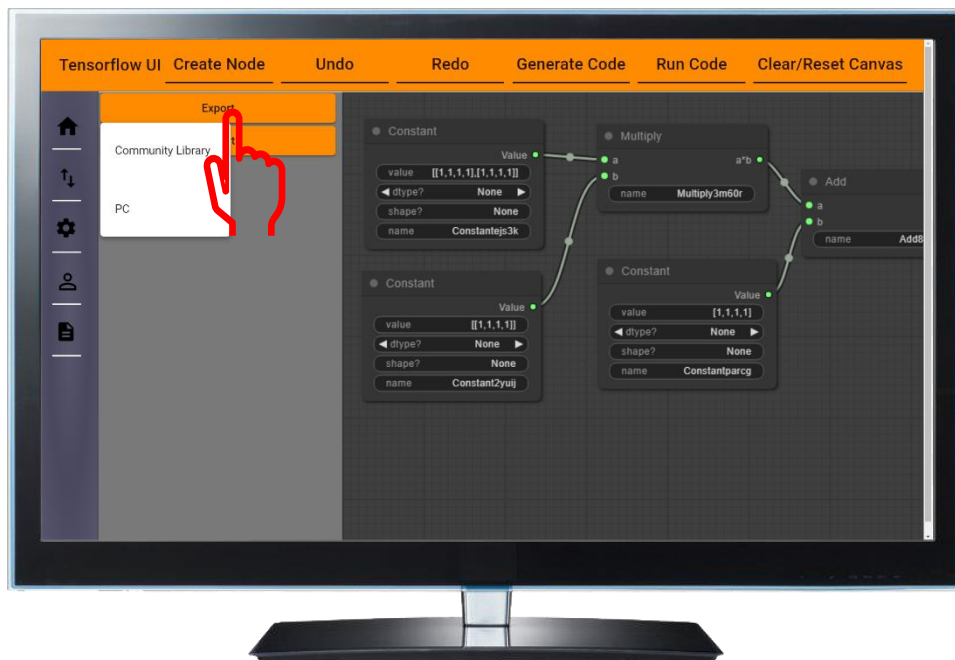 Tensorflow UI Create Node Undo Redo Generate Code Run Code Clear/Reset Canvas
Export
Community Library
PC
Constant
Value
value [[1,1,1,1],[1,1,1,1]]
dtype? None
shape? None
name Constantejs3k
Constant
Value
value [[1,1,1,1]]
dtype? None
shape? None
name Constant2yuij
Multiply
a a*b
b
name Multiply3m60r
Constant
Value
value [1,1,1,1]
dtype? None
shape? None
name Constantparcg
Add
a
b
name Add8